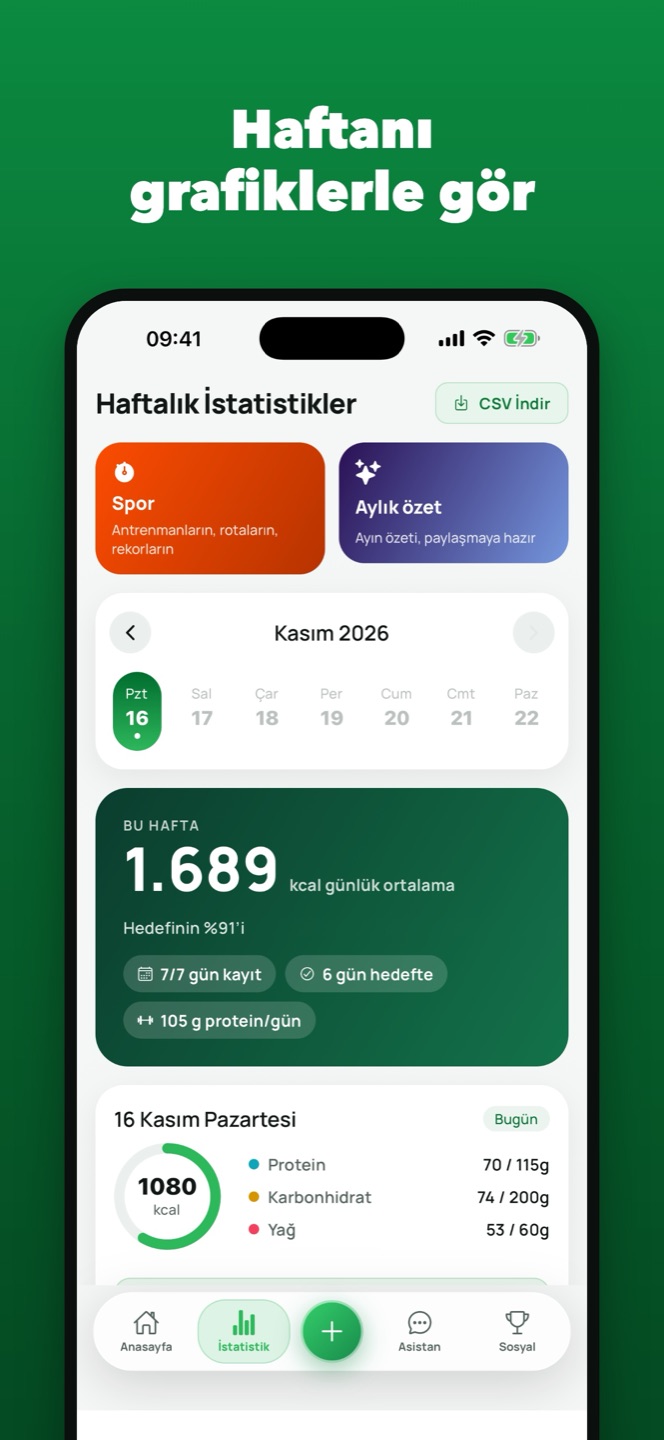 Haftanı
grafiklerle gör
09:41
Haftalık İstatistikler
CSV İndir
Spor
Antrenmanların, rotaların,
rekorların
Aylık özet
Ayın özeti, paylaşmaya hazır
Kasım 2026
Pzt Sal Çar Per Cum Cmt Paz
16 17 18 19 20 21 22
BU HAFTA
1.689 kcal günlük ortalama
Hedefinin %91'i
7/7 gün kayıt
6 gün hedefte
105 g protein/gün
16 Kasım Pazartesi
Bugün
1080
kcal
Protein 70 / 115g
Karbonhidrat 74 / 200g
Yağ 53 / 60g
Anasayfa
İstatistik
Asistan
Sosyal